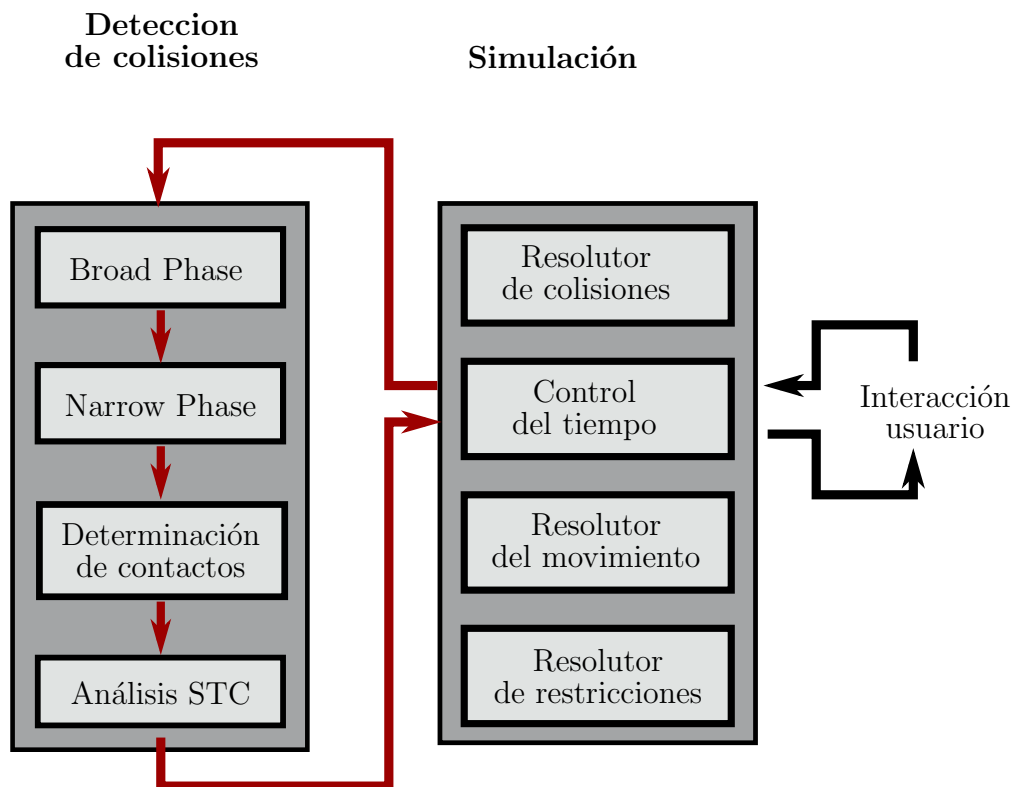 Deteccion
de colisiones
Simulación
Broad Phase
Narrow Phase
Determinación
de contactos
Análisis STC
Resolutor
de colisiones
Control
del tiempo
Resolutor
del movimiento
Resolutor
de restricciones
Interacción
usuario